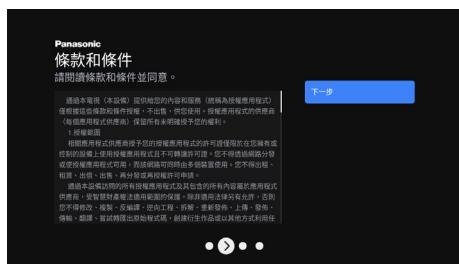 Panasonic
條款和條件
請閱讀條款和條件並同意。
下一步
通過本電視（本設備）提供給您的內容和服務（統稱為授權應用程式）
僅根據這些條款和條件授權，不出售，供您使用。授權應用程式的供應商
（每個應用程式供應商）保留所有未明確授予您的權利。
1.授權範圍
相關應用程式供應商授予您的授權應用程式的許可證僅限於在您擁有或
控制的設備上使用授權應用程式且不可轉讓許可證。您不得透過網路分發
或使授權應用程式可用，而該網絡可同時由多個裝置使用。您不得出租、
租賃、出借、出售、再分發或再授權許可申請。
通過本設備訪問的所有授權應用程式及其包含的所有內容屬於應用程式
供應商，受智慧財產權法適用範圍的保護。除非適用法律另有允許，否則
您不得修改、複製、反編譯、逆向工程、拆解、重新發佈、上傳、發佈、
傳輸、翻譯、嘗試轉匯出原始程式碼、創建衍生作品或以其他方式利用任